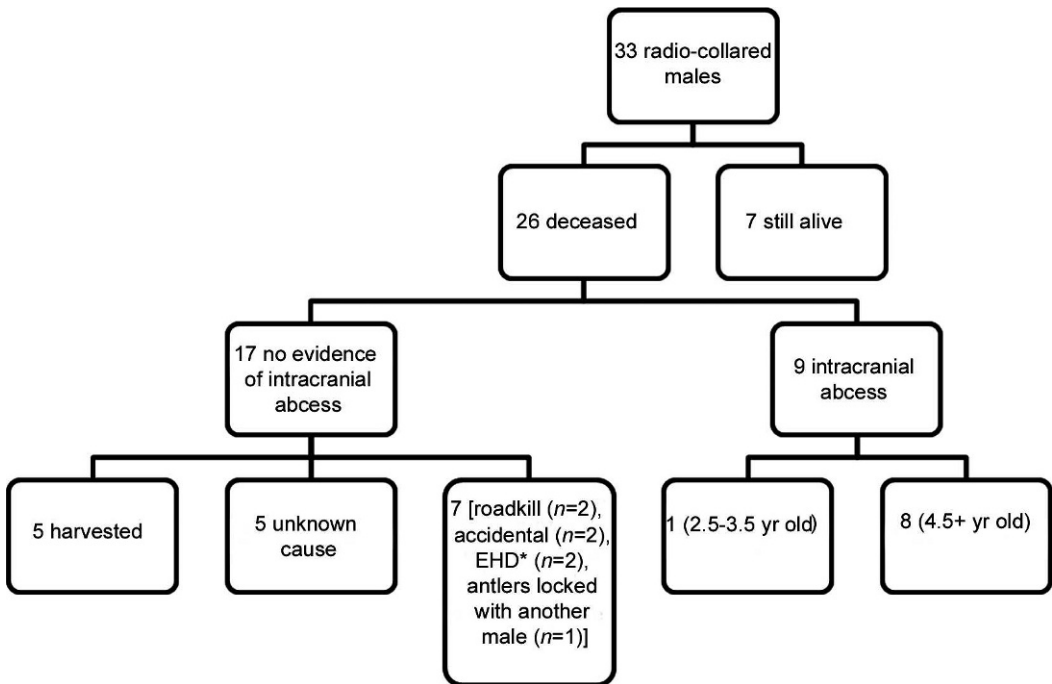 33 radio-collared
males
26 deceased
7 still alive
17 no evidence
of intracranial
abcess
9 intracranial
abcess
5 harvested
5 unknown
cause
7 [roadkill (n=2),
accidental (n=2),
EHD* (n=2),
antlers locked
with another
male (n=1)]
1 (2.5-3.5 yr old)
8 (4.5+ yr old)